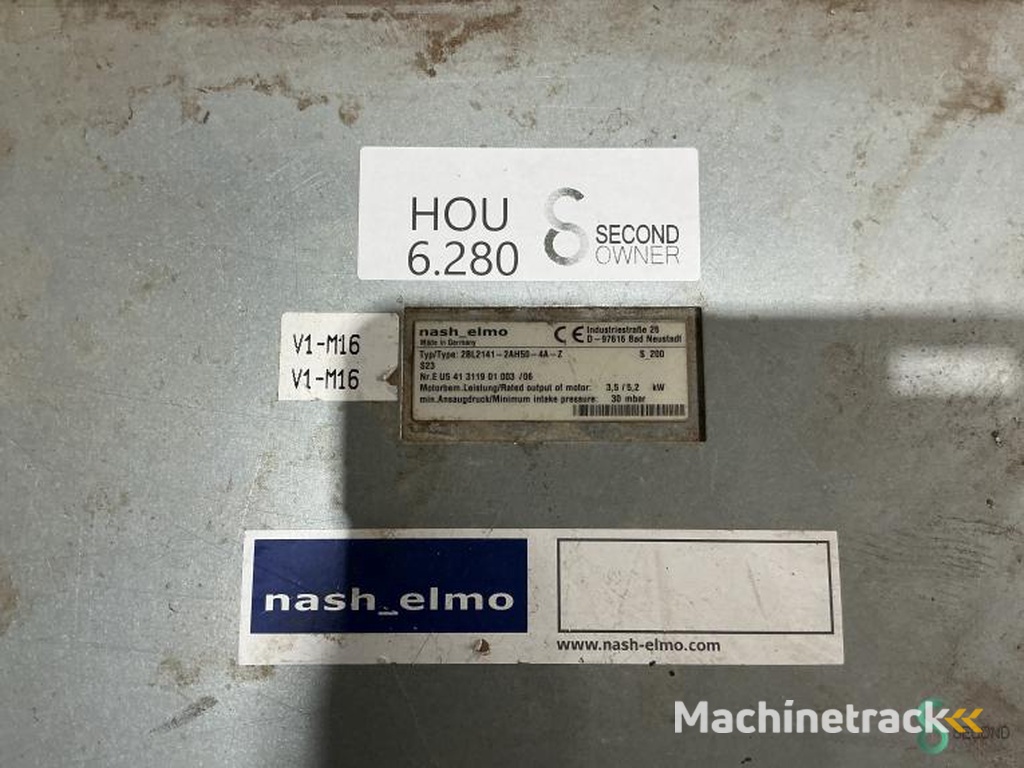 HOU
6.280
SECOND
OWNER
V1-M16
V1-M16
nash_elmo
Made in Germany
CE
Industriestraße 26
D-97616 Bad Neustadt
Typ/Type: 2BL2141-2AH50-4A-Z S_200
S23
Nr.E US 41 3119 01 003 /06
Motorbem.Leistung/Rated output of motor: 3,5 / 5,2 kW
min.Ansaugdruck/Minimum intake pressure: 30 mbar
nash_elmo
www.nash-elmo.com
Machinetrack
SECOND